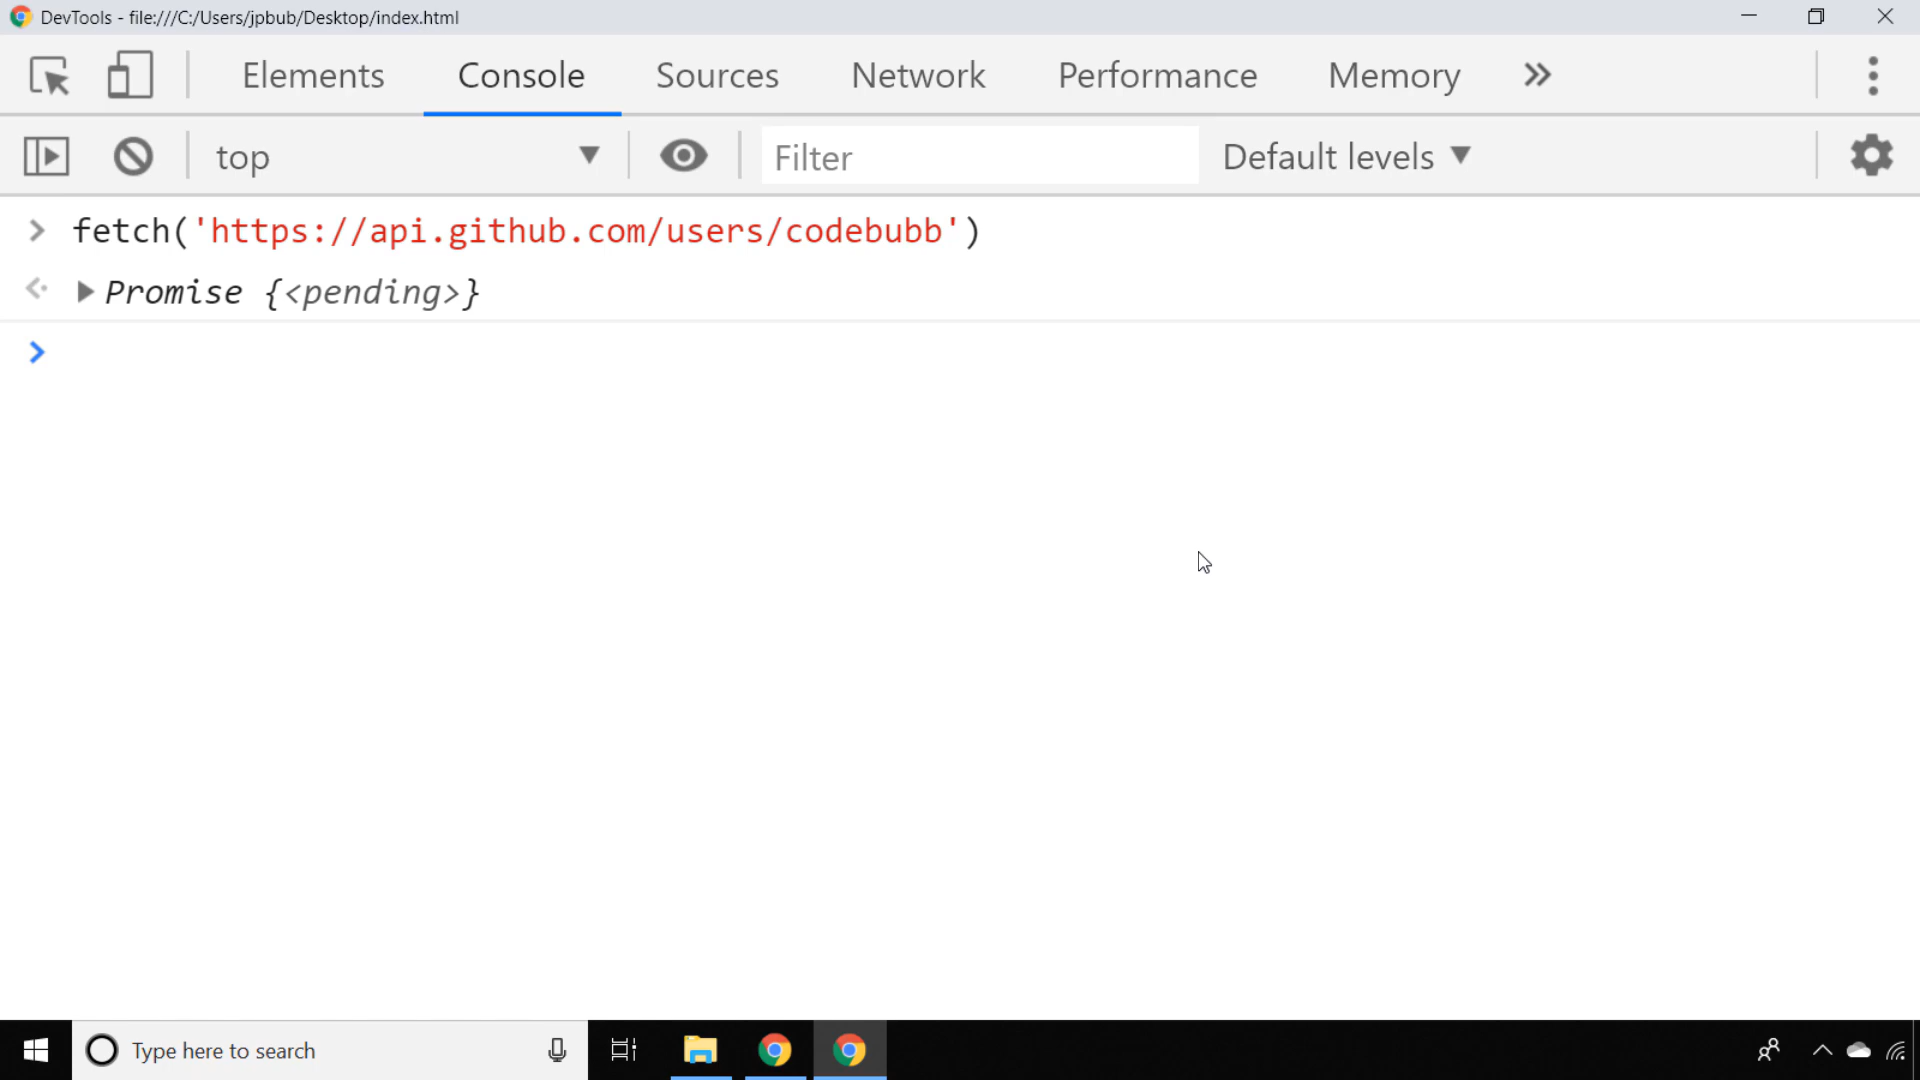 DevTools - file:///C:/Users/jpbub/Desktop/index.html
Elements Console Sources Network Performance Memory
top Filter Default levels
fetch('https://api.github.com/users/codebubb')
Promise {<pending>}
Type here to search